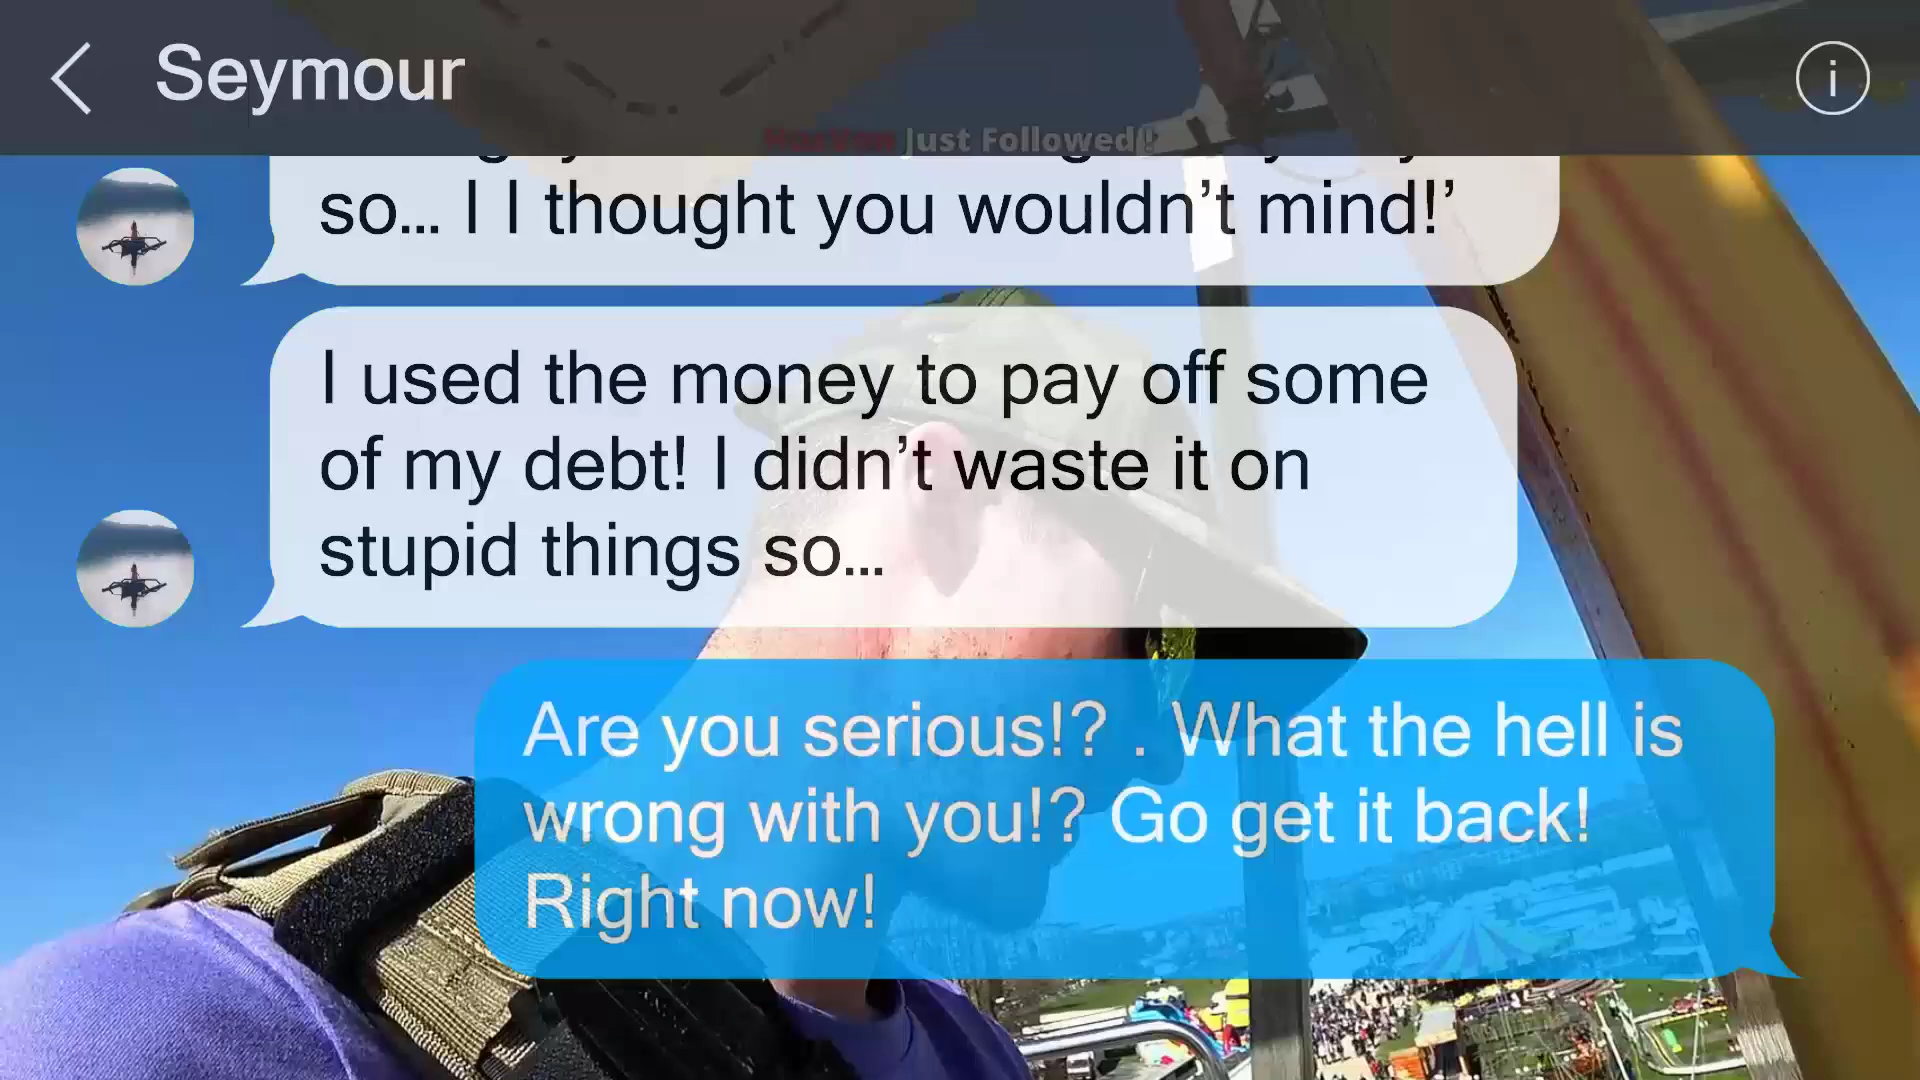 Seymour
Just Followed!
so... I I thought you wouldn’t mind!’
I used the money to pay off some
of my debt! I didn’t waste it on
stupid things so...
Are you serious!? . What the hell is
wrong with you!? Go get it back!
Right now!